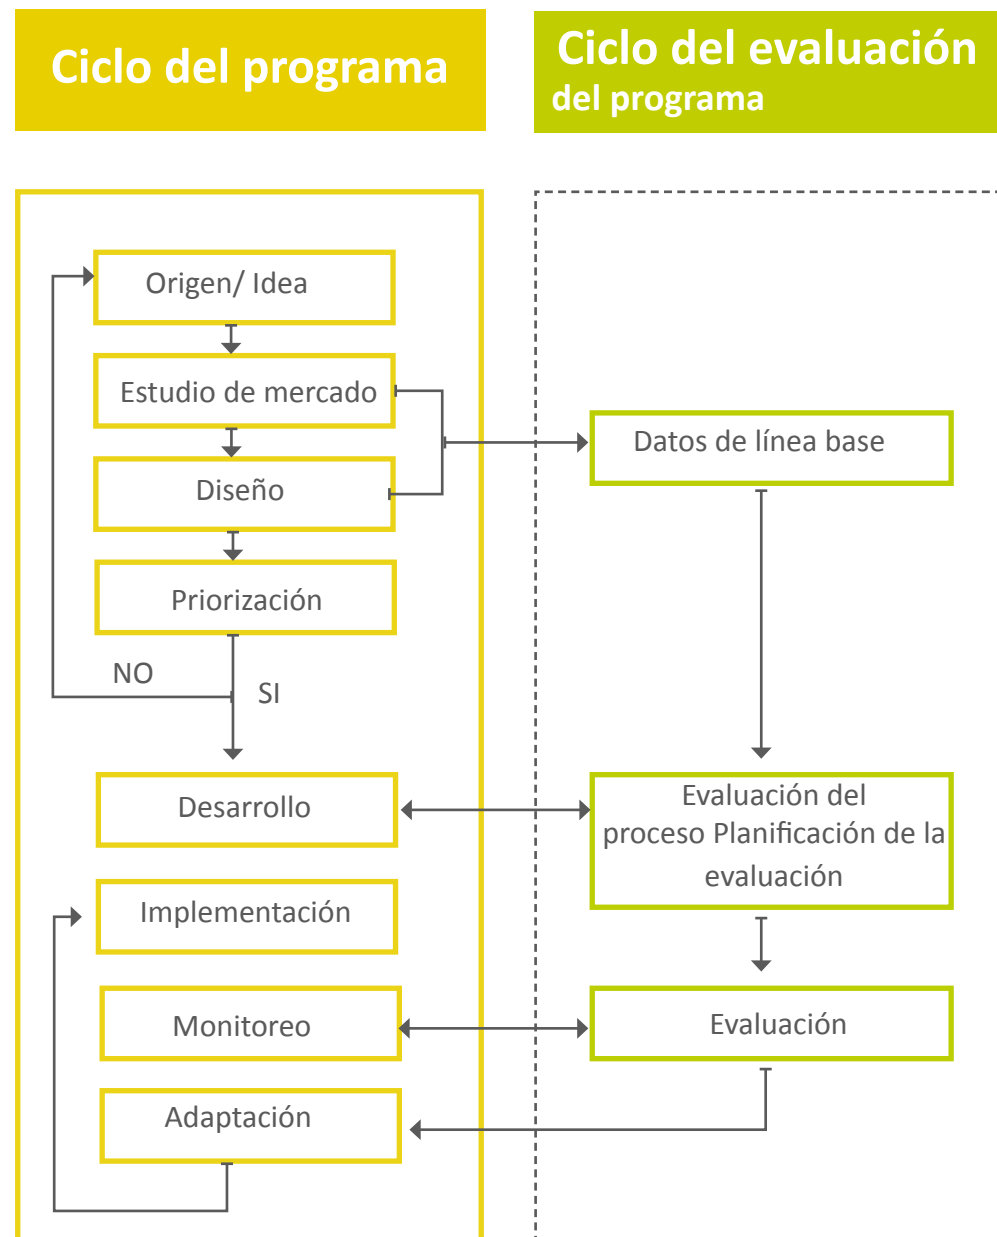 Ciclo del programa
Ciclo del evaluación
del programa
Origen/ Idea
Estudio de mercado
Diseño
Priorización
NO
SI
Desarrollo
Implementación
Monitoreo
Adaptación
Datos de línea base
Evaluación del
proceso Planificación de la
evaluación
Evaluación